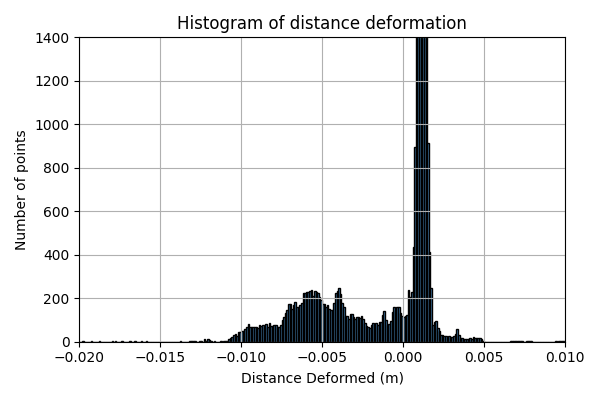 Histogram of distance deformation
1400
1200
1000
800
600
400
200
0
Number of points
−0.020 −0.015 −0.010 −0.005 0.000 0.005 0.010
Distance Deformed (m)